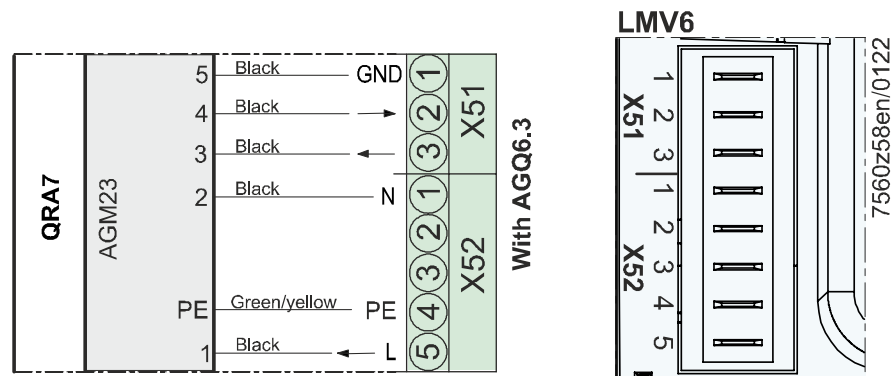 LMV6
5 Black GND 1
4 Black 2
3 Black 3
X51
2 Black N 1
2
3
PE Green/yellow PE 4
1 Black L 5
X52
QRA7
AGM23
With AGQ6.3
1
2
3
X51
1
2
3
4
5
X52
7560z58en/0122